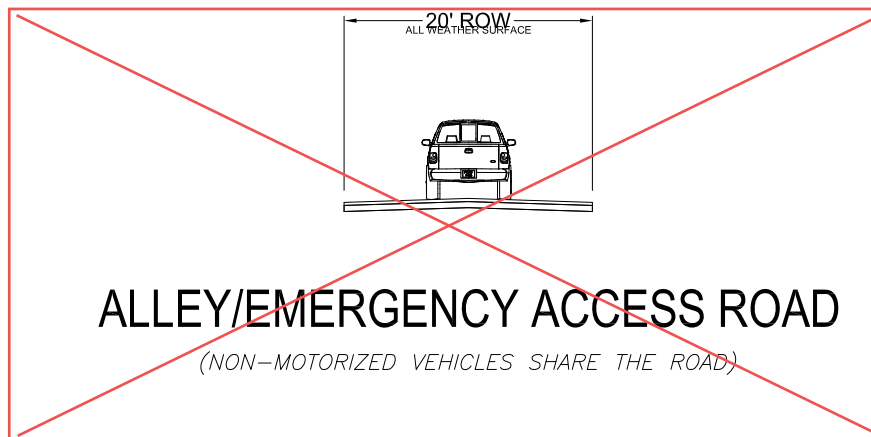 20' ROW
ALL WEATHER SURFACE
ALLEY/EMERGENCY ACCESS ROAD
(NON-MOTORIZED VEHICLES SHARE THE ROAD)